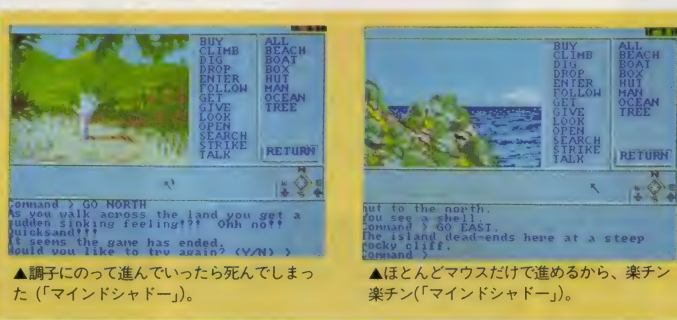 BUY
CLIMB
DIG
DROP
ENTER
FOLLOW
GET
GIVE
LOOK
OPEN
SEARCH
STRIKE
TALK
ALL
BEACH
BOAT
BOX
HUT
MAN
OCEAN
TREE
RETURN
N
Command > GO NORTH
As you walk across the land you get a
sudden sinking feeling!?! Ohh no!!
Quicksand!!!
It seems the game has ended.
Would you like to try again? (Y/N) >
▲調子にのって進んでいったら死んでしまっ
た(「マインドシャドー」)。
BUY
CLIMB
DIG
DROP
ENTER
FOLLOW
GET
GIVE
LOOK
OPEN
SEARCH
STRIKE
TALK
ALL
BEACH
BOAT
BOX
HUT
MAN
OCEAN
TREE
RETURN
N
hut to the north.
You see a shell.
Command > GO EAST.
The island dead-ends here at a steep
rocky cliff.
Command >
▲ほとんどマウスだけで進めるから、楽チン
楽チン(「マインドシャドー」)。